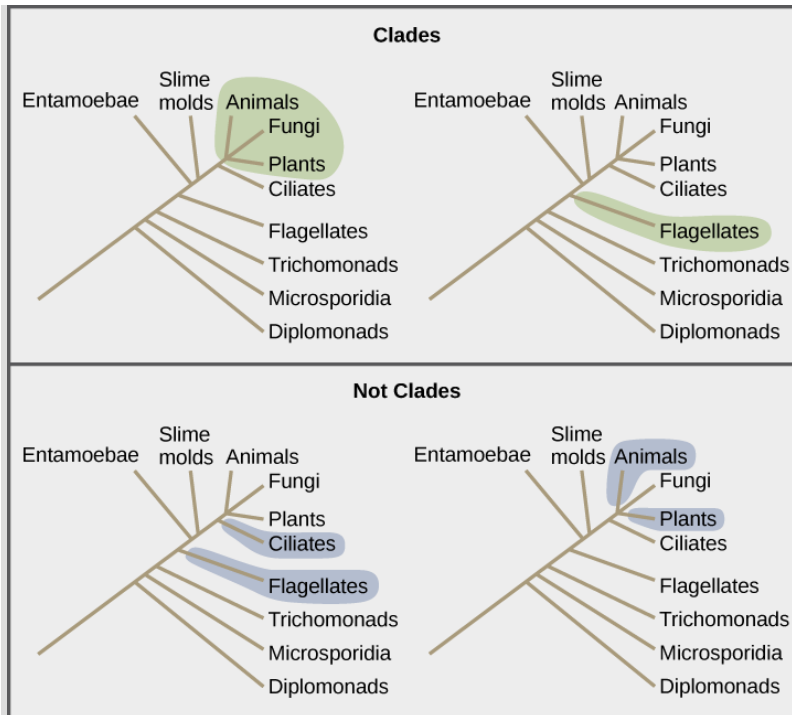 Clades
Entamoebae
Slime
molds
Animals
Fungi
Plants
Ciliates
Flagellates
Trichomonads
Microsporidia
Diplomonads
Entamoebae
Slime
molds
Animals
Fungi
Plants
Ciliates
Flagellates
Trichomonads
Microsporidia
Diplomonads
Not Clades
Entamoebae
Slime
molds
Animals
Fungi
Plants
Ciliates
Flagellates
Trichomonads
Microsporidia
Diplomonads
Entamoebae
Slime
molds
Animals
Fungi
Plants
Ciliates
Flagellates
Trichomonads
Microsporidia
Diplomonads